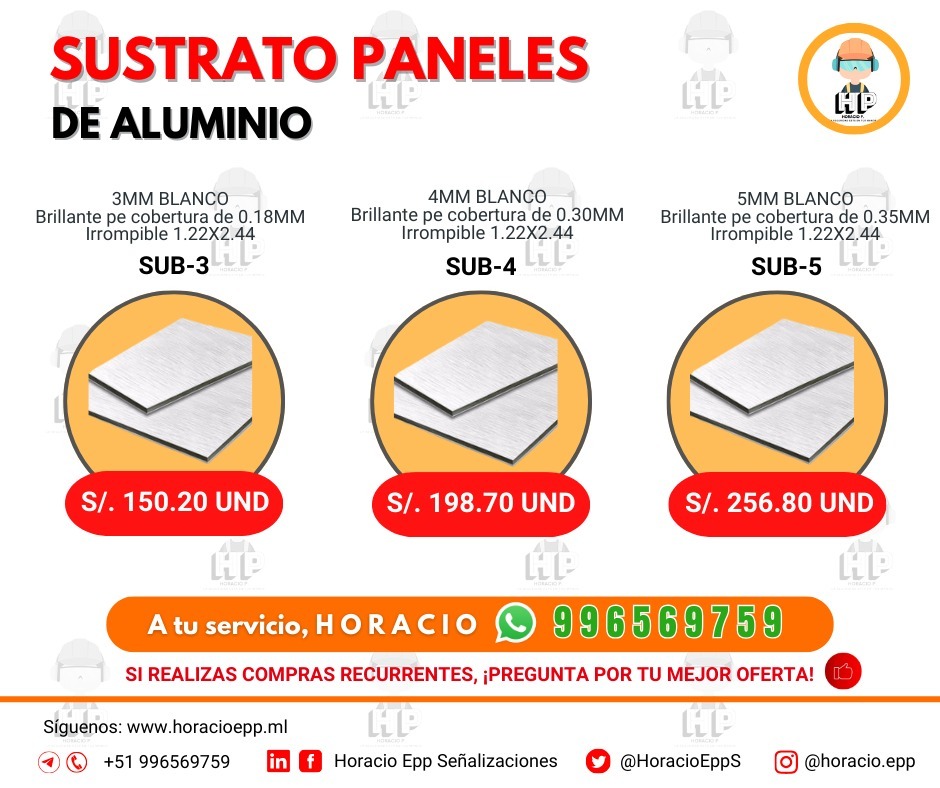 SUSTRATO PANELES
DE ALUMINIO
HP
HORACIO P.
3MM BLANCO
Brillante pe cobertura de 0.18MM
Irrompible 1.22X2.44
SUB-3
4MM BLANCO
Brillante pe cobertura de 0.30MM
Irrompible 1.22X2.44
SUB-4
5MM BLANCO
Brillante pe cobertura de 0.35MM
Irrompible 1.22X2.44
SUB-5
S/. 150.20 UND
S/. 198.70 UND
S/. 256.80 UND
A tu servicio, HORACIO 996569759
SI REALIZAS COMPRAS RECURRENTES, ¡PREGUNTA POR TU MEJOR OFERTA!
Síguenos: www.horacioepp.ml
+51 996569759
Horacio Epp Señalizaciones
@HoracioEppS
@horacio.epp